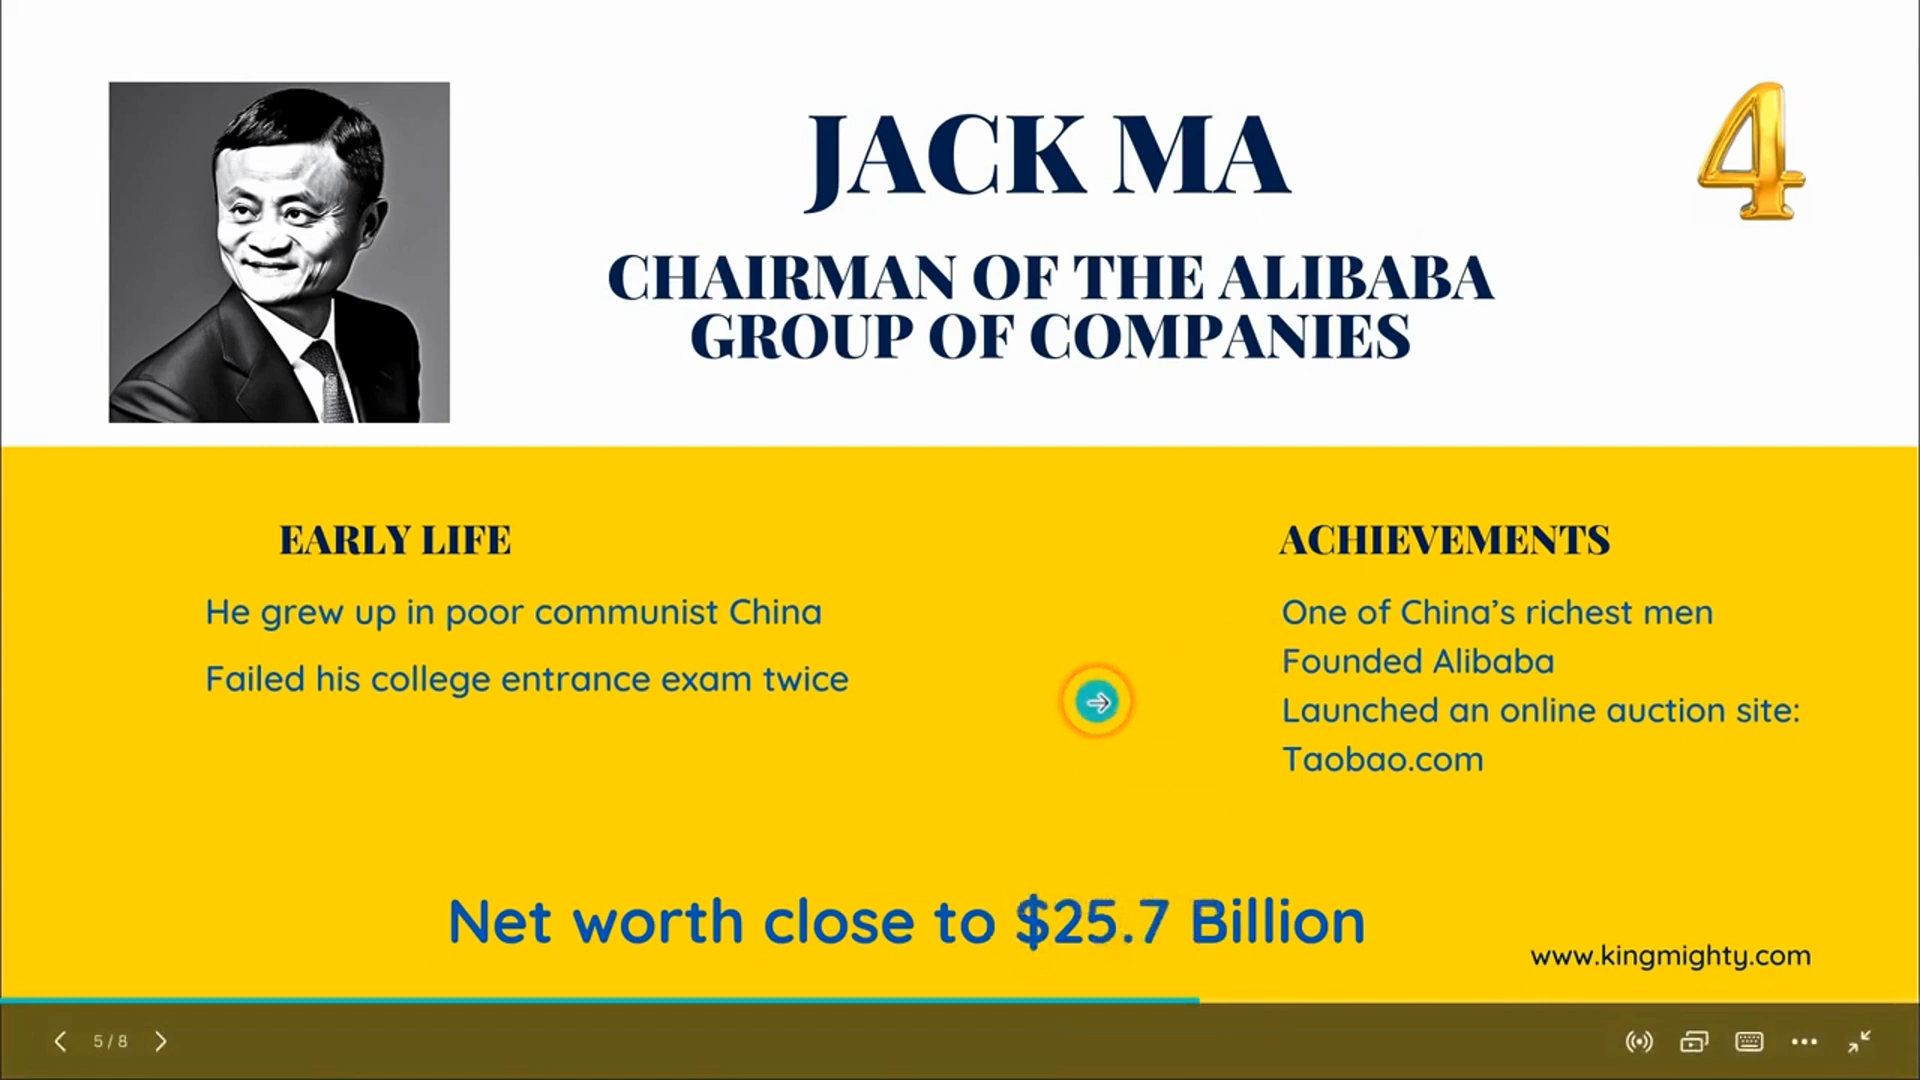 JACK MA
4
CHAIRMAN OF THE ALIBABA
GROUP OF COMPANIES
EARLY LIFE
He grew up in poor communist China
Failed his college entrance exam twice
ACHIEVEMENTS
One of China’s richest men
Founded Alibaba
Launched an online auction site:
Taobao.com
Net worth close to $25.7 Billion
www.kingmighty.com
5 / 8